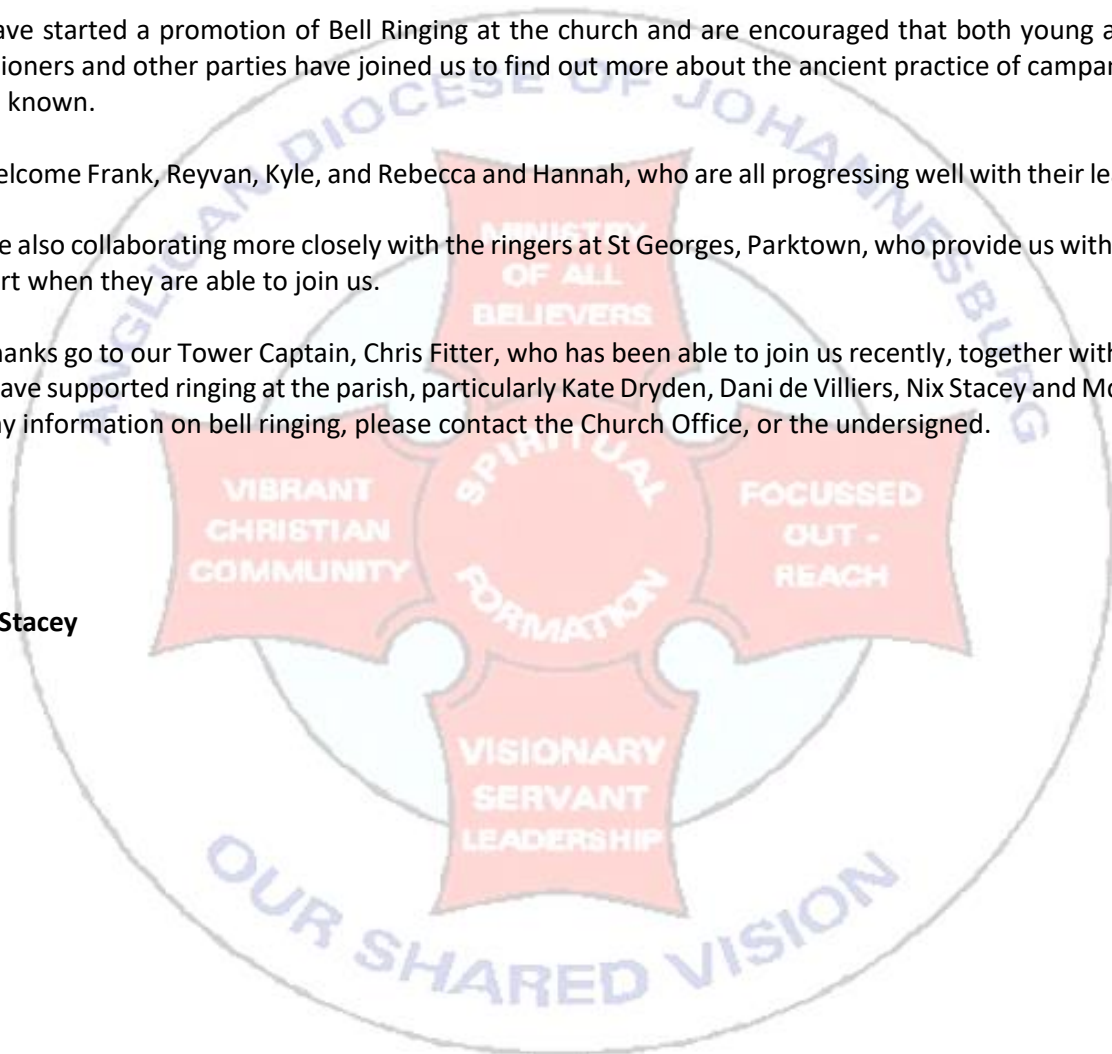 ave started a promotion of Bell Ringing at the church and are encouraged that both young a
ioners and other parties have joined us to find out more about the ancient practice of campan
known.
elcome Frank, Reyvan, Kyle, and Rebecca and Hannah, who are all progressing well with their lea
e also collaborating more closely with the ringers at St Georges, Parktown, who provide us with
rt when they are able to join us.
hanks go to our Tower Captain, Chris Fitter, who has been able to join us recently, together with
ave supported ringing at the parish, particularly Kate Dryden, Dani de Villiers, Nix Stacey and Mo
ny information on bell ringing, please contact the Church Office, or the undersigned.
Stacey
ANGLICAN DIOCESE OF JOHANNESBURG
MINISTRY
OF ALL
BELIEVERS
VIBRANT
CHRISTIAN
COMMUNITY
SPIRITUAL
FORMATION
FOCUSSED
OUT -
REACH
VISIONARY
SERVANT
LEADERSHIP
OUR SHARED VISION